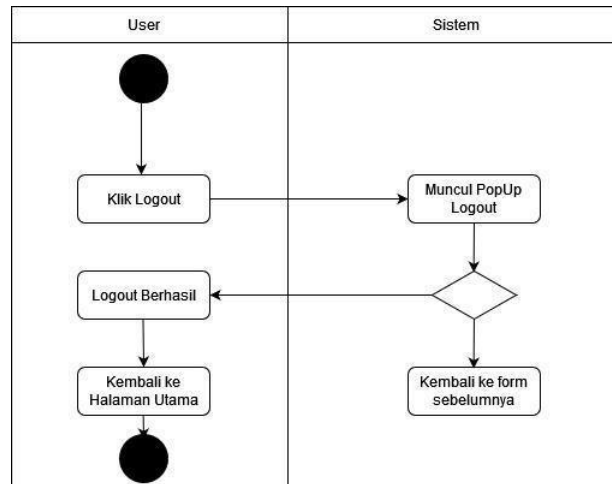 User
Sistem
Klik Logout
Muncul PopUp
Logout
Logout Berhasil
Kembali ke
Halaman Utama
Kembali ke form
sebelumnya